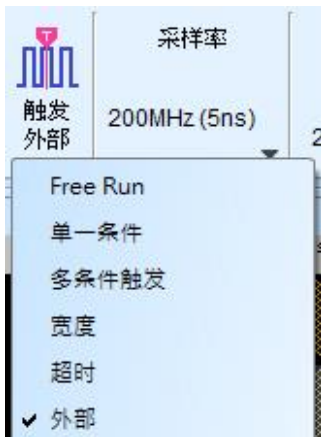 T
采样率
触发
外部
200MHz (5ns)
2
Free Run
单一条件
多条件触发
宽度
超时
外部